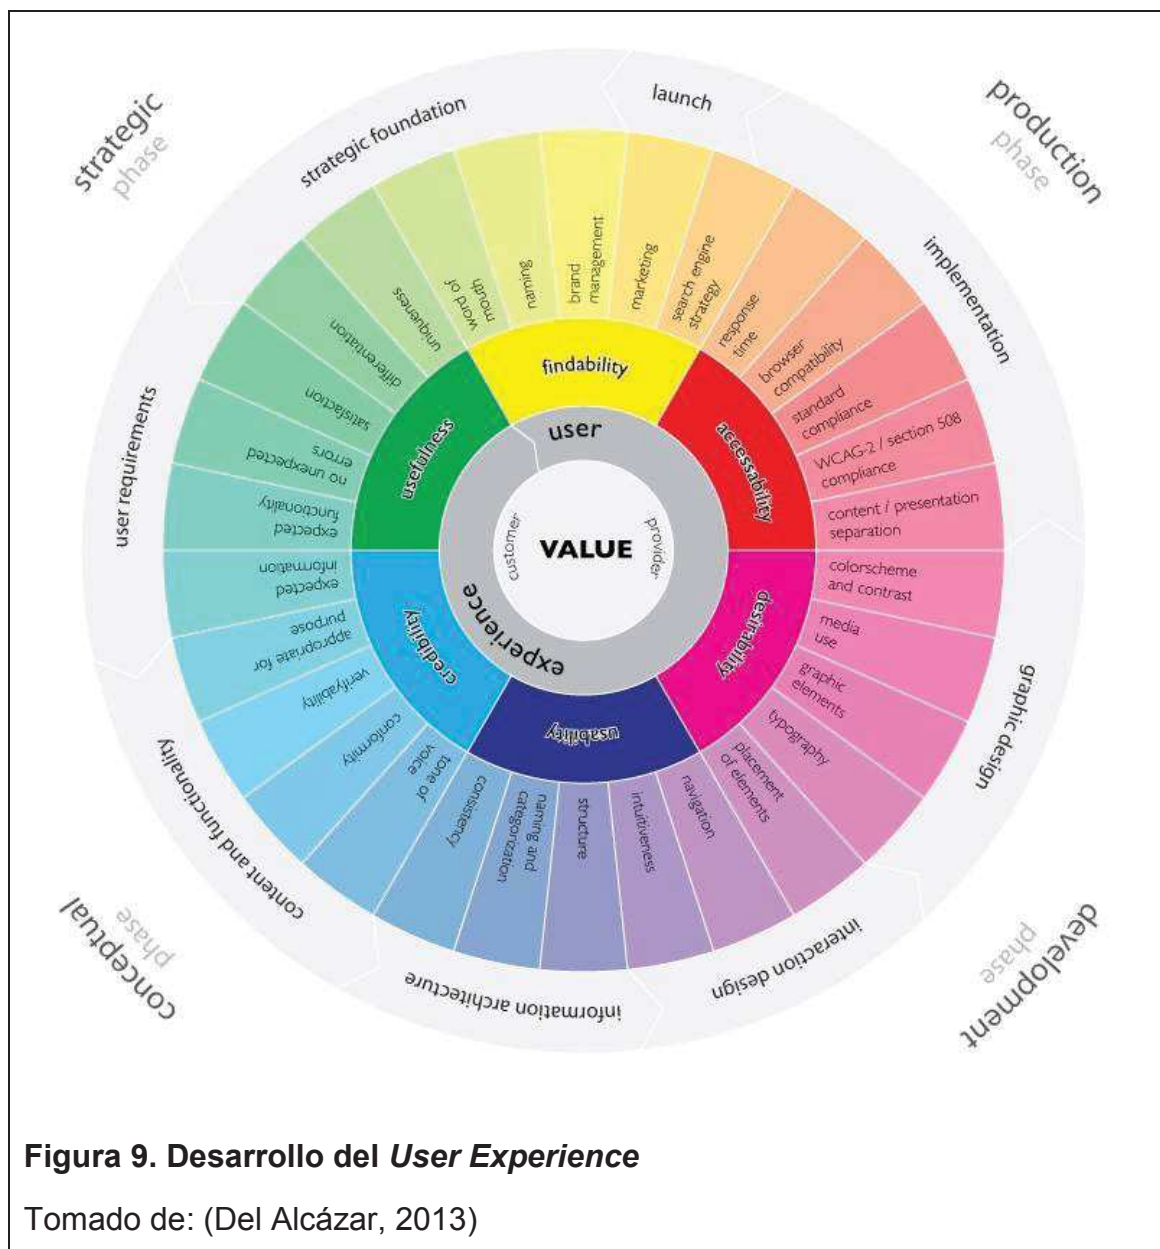 strategic
phase
production
phase
development
phase
conceptual
phase
strategic foundation
launch
implementation
graphic design
interaction design
information architecture
content and functionality
user requirements
word of
mouth
naming
brand
management
marketing
search engine
strategy
response
time
browser
compatibility
standard
compliance
WCAG-2 / section 508
compliance
content / presentation
separation
colorscheme
and contrast
media
use
graphic
elements
typography
placement
of elements
navigation
intuitiveness
structure
naming and
categorization
consistency
tone of
voice
conformity
verifyability
appropriate for
purpose
expected
information
expected
functionality
no unexpected
errors
satisfaction
differentiation
uniqueness
findability
accessability
desirability
usability
credibility
usefulness
user
experience
customer
VALUE
provider
Figura 9. Desarrollo del User Experience
Tomado de: (Del Alcázar, 2013)